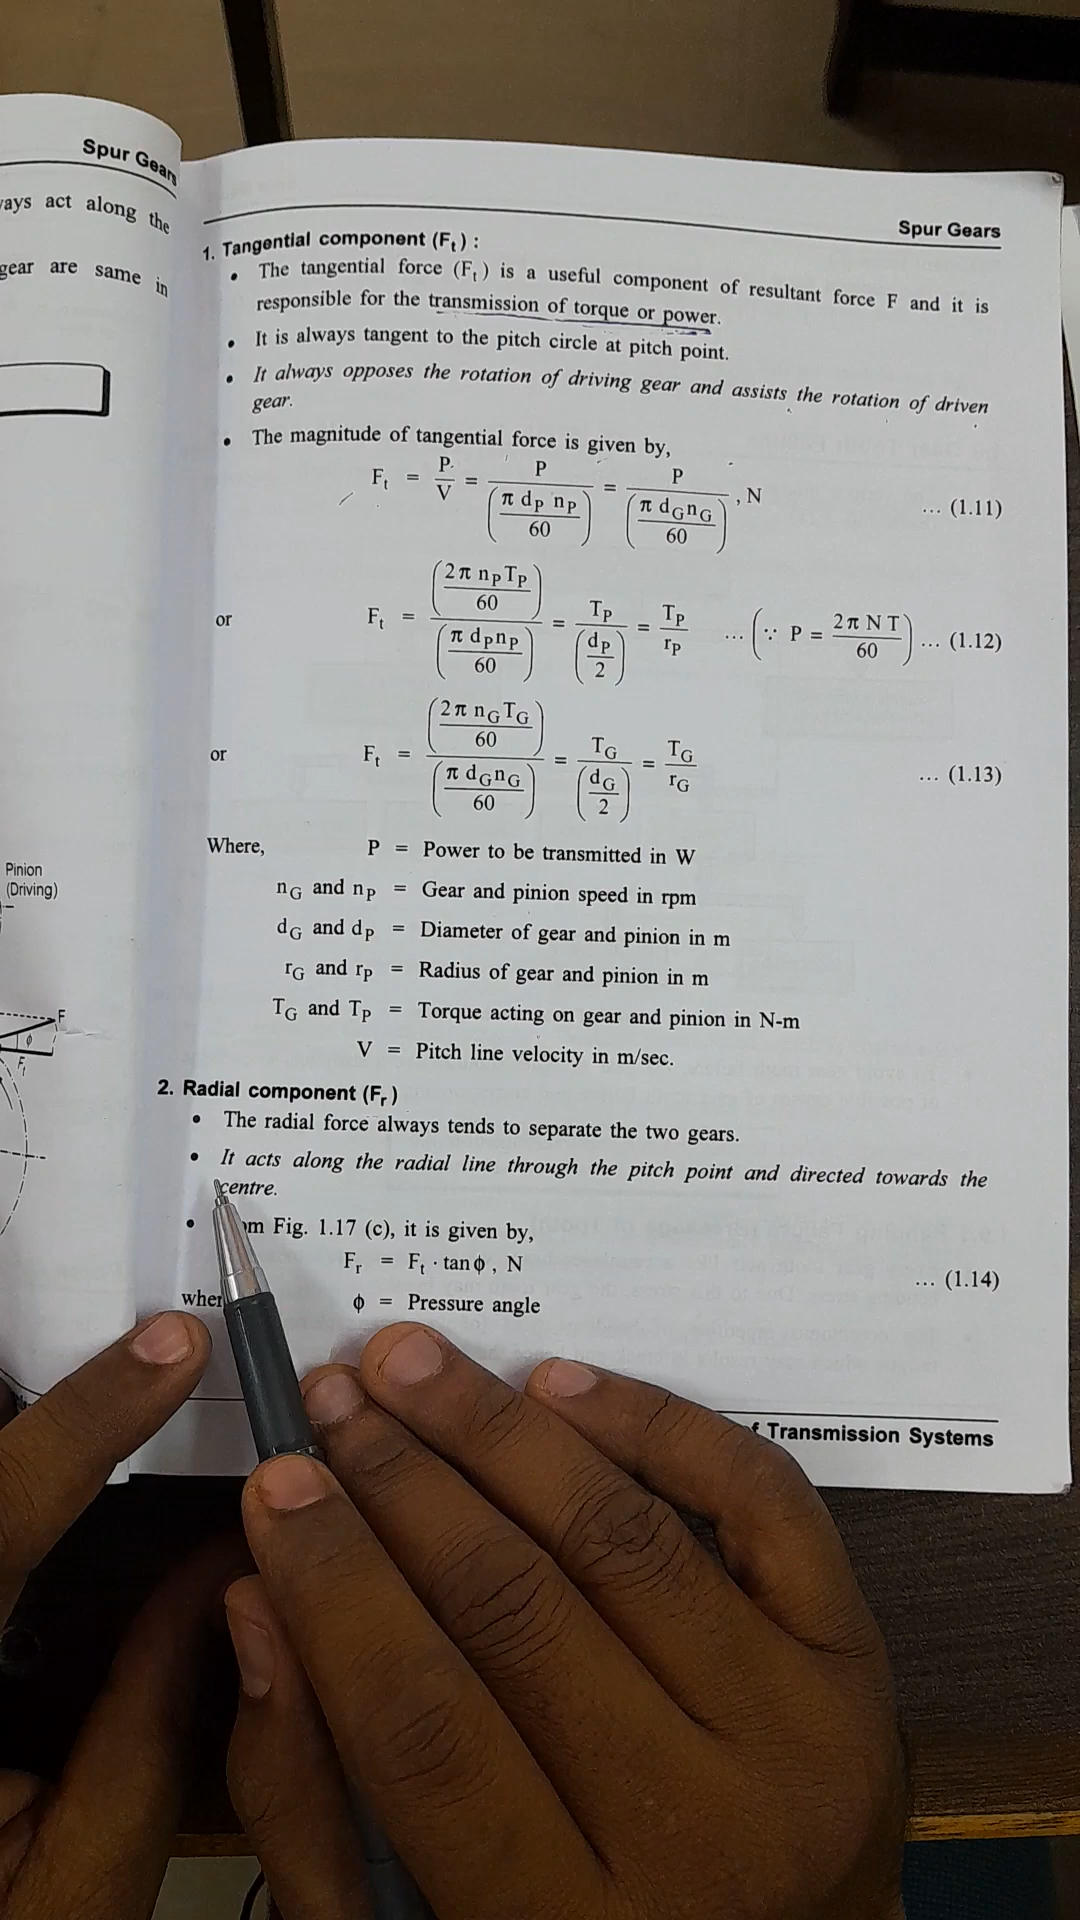 Spur Gears
ays act along the
gear are same in
Pinion
(Driving)
F
ϕ
Ft
Spur Gears
1. Tangential component (Ft) :
• The tangential force (Ft) is a useful component of resultant force F and it is
responsible for the transmission of torque or power.
• It is always tangent to the pitch circle at pitch point.
• It always opposes the rotation of driving gear and assists the rotation of driven
gear.
• The magnitude of tangential force is given by,
Ft = P/V = P/(π dP nP/60) = P/(π dG nG/60) , N ... (1.11)
or Ft = (2π nP TP/60)/(π dP nP/60) = TP/(dP/2) = TP/rP ... (∵ P = 2π N T/60) ... (1.12)
or Ft = (2π nG TG/60)/(π dG nG/60) = TG/(dG/2) = TG/rG ... (1.13)
Where, P = Power to be transmitted in W
nG and nP = Gear and pinion speed in rpm
dG and dP = Diameter of gear and pinion in m
rG and rP = Radius of gear and pinion in m
TG and TP = Torque acting on gear and pinion in N-m
V = Pitch line velocity in m/sec.
2. Radial component (Fr)
• The radial force always tends to separate the two gears.
• It acts along the radial line through the pitch point and directed towards the
centre.
• m Fig. 1.17 (c), it is given by,
Fr = Ft · tanϕ , N ... (1.14)
wher ϕ = Pressure angle
Transmission Systems